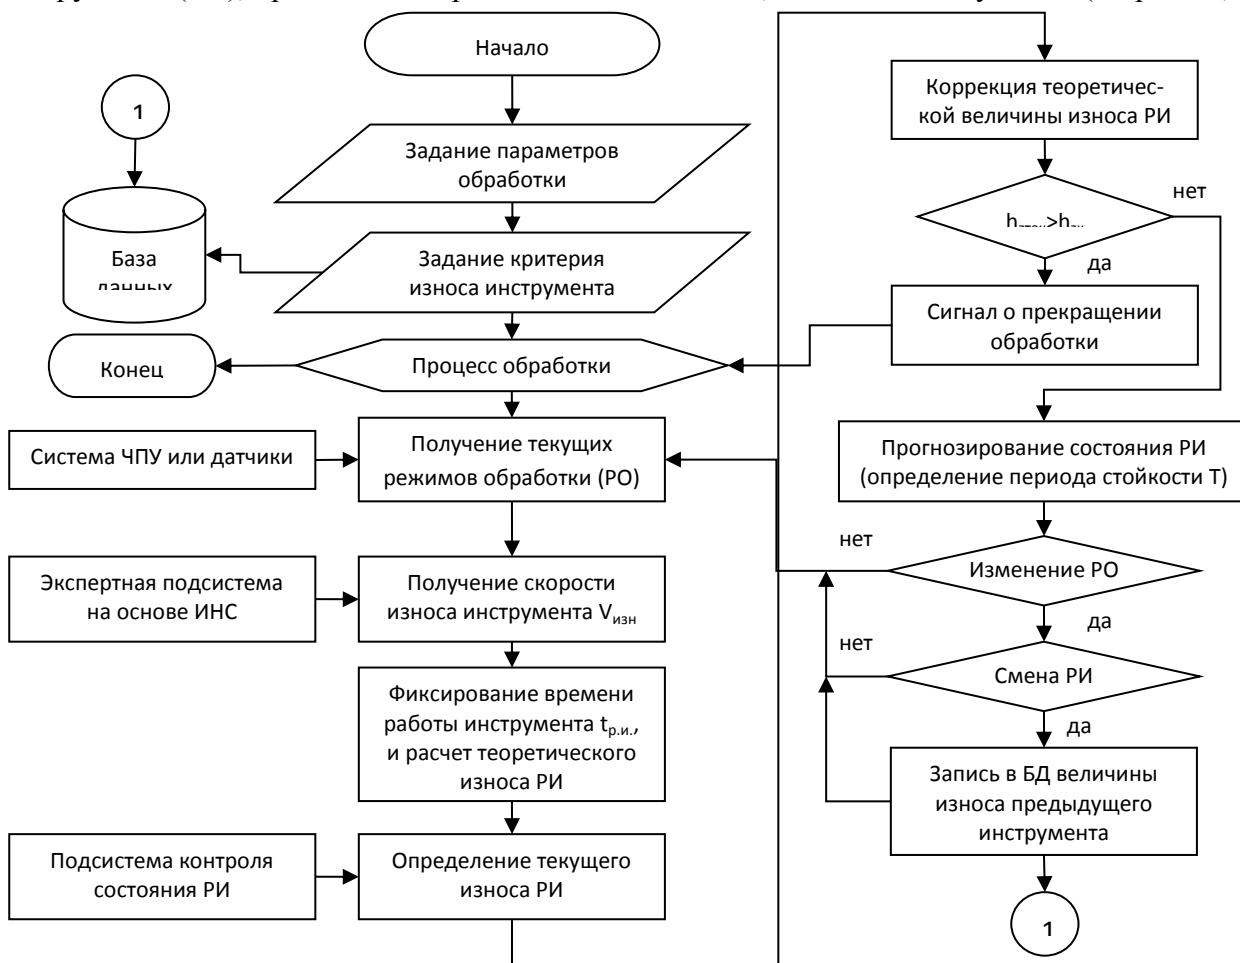 Начало
1
Задание параметров
обработки
База
данных
Задание критерия
износа инструмента
Конец
Процесс обработки
Система ЧПУ или датчики
Получение текущих
режимов обработки (РО)
Экспертная подсистема
на основе ИНС
Получение скорости
износа инструмента Vизн
Фиксирование времени
работы инструмента tр.и.,
и расчет теоретического
износа РИ
Подсистема контроля
состояния РИ
Определение текущего
износа РИ
Коррекция теоретичес-
кой величины износа РИ
нет
да
Сигнал о прекращении
обработки
Прогнозирование состояния РИ
(определение периода стойкости Т)
нет
Изменение РО
да
нет
Смена РИ
да
Запись в БД величины
износа предыдущего
инструмента
1